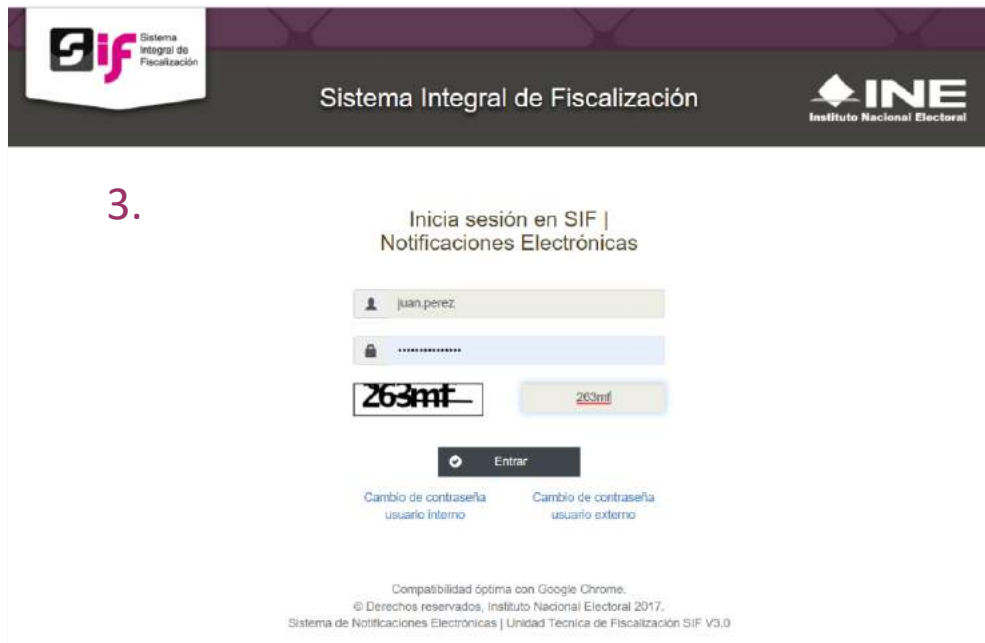 Sif
Sistema
Integral de
Fiscalización
Sistema Integral de Fiscalización
INE
Instituto Nacional Electoral
3.
Inicia sesión en SIF |
Notificaciones Electrónicas
juan.perez
••••••••••••••
263mf
263mf
Entrar
Cambio de contraseña
usuario interno
Cambio de contraseña
usuario externo
Compatibilidad óptima con Google Chrome.
© Derechos reservados, Instituto Nacional Electoral 2017.
Sistema de Notificaciones Electrónicas | Unidad Técnica de Fiscalización SIF V3.0